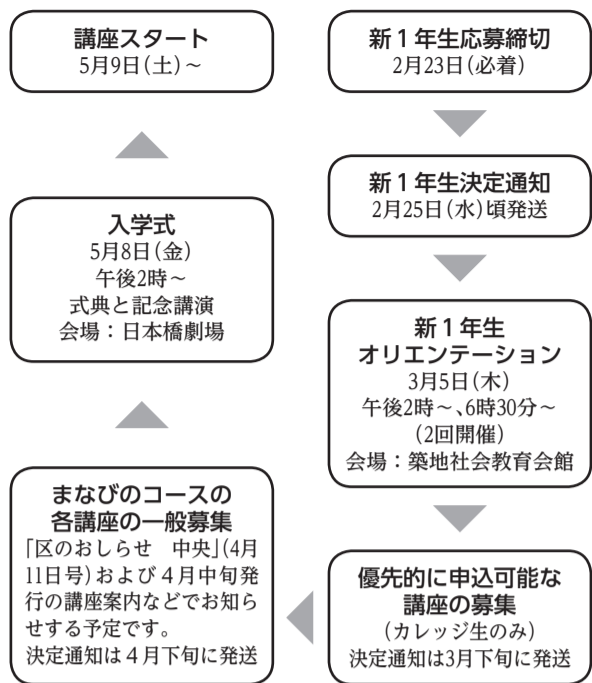 新１年生応募締切
2月23日（必着）
新１年生決定通知
2月25日（水）頃発送
新１年生
オリエンテーション
3月5日（木）
午後2時～、6時30分～
（2回開催）
会場：築地社会教育会館
優先的に申込可能な
講座の募集
（カレッジ生のみ）
決定通知は3月下旬に発送
まなびのコースの
各講座の一般募集
「区のおしらせ　中央」（4月
11日号）および４月中旬発
行の講座案内などでお知ら
せする予定です。
決定通知は４月下旬に発送
入学式
5月8日（金）
午後2時～
式典と記念講演
会場：日本橋劇場
講座スタート
5月9日（土）～